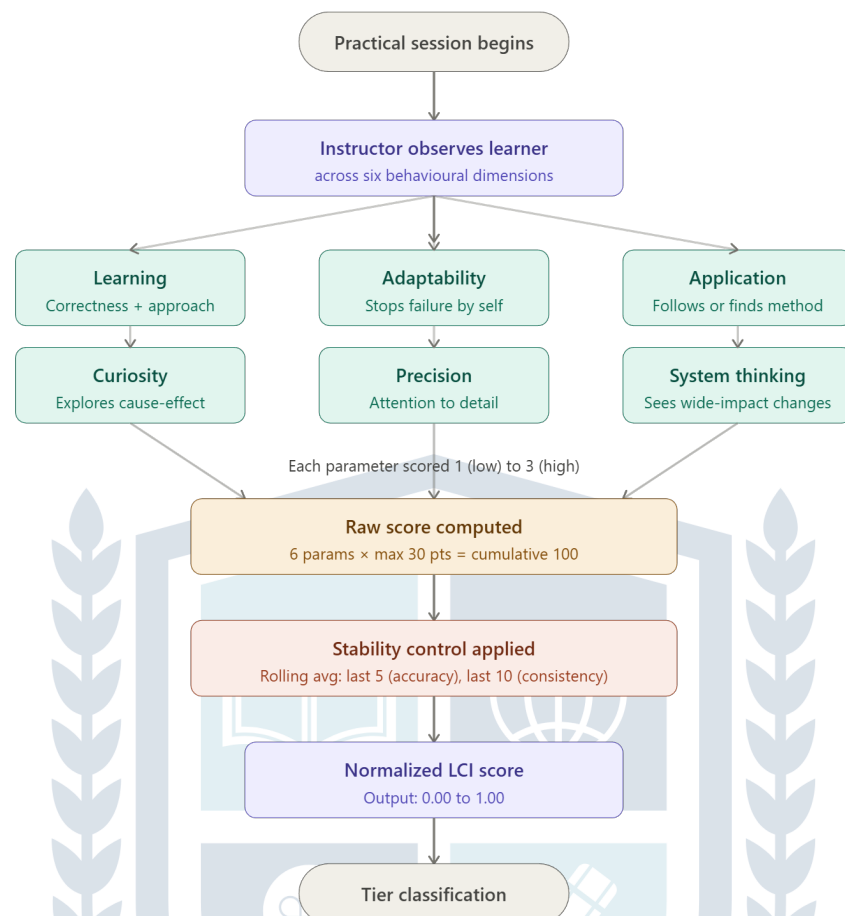 Practical session begins
Instructor observes learner
across six behavioural dimensions
Learning
Correctness + approach
Adaptability
Stops failure by self
Application
Follows or finds method
Curiosity
Explores cause-effect
Precision
Attention to detail
System thinking
Sees wide-impact changes
Each parameter scored 1 (low) to 3 (high)
Raw score computed
6 params × max 30 pts = cumulative 100
Stability control applied
Rolling avg: last 5 (accuracy), last 10 (consistency)
Normalized LCI score
Output: 0.00 to 1.00
Tier classification